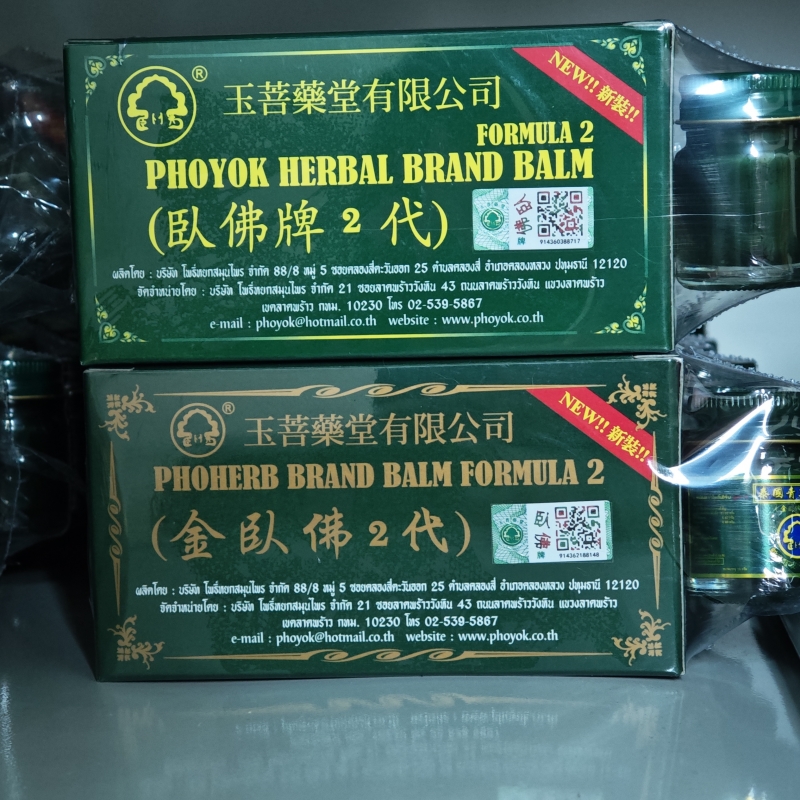 ®
玉菩藥堂有限公司
NEW!! 新裝!!
FORMULA 2
PHOYOK HERBAL BRAND BALM
(臥佛牌 2 代)
臥佛牌
914360388717
ผลิตโดย : บริษัท โพธิ์หยกสมุนไพร จำกัด 88/8 หมู่ 5 ซอยคลองสี่ตะวันออก 25 ตำบลคลองสี่ อำเภอคลองหลวง ปทุมธานี 12120
จัดจำหน่ายโดย : บริษัท โพธิ์หยกสมุนไพร จำกัด 21 ซอยลาดพร้าววังหิน 43 ถนนลาดพร้าววังหิน แขวงลาดพร้าว
เขตลาดพร้าว กทม. 10230 โทร 02-539-5867
e-mail : phoyok@hotmail.co.th website : www.phoyok.co.th
®
玉菩藥堂有限公司
NEW!! 新裝!!
PHOHERB BRAND BALM FORMULA 2
(金臥佛 2 代)
臥佛牌
914362188148
ผลิตโดย : บริษัท โพธิ์หยกสมุนไพร จำกัด 88/8 หมู่ 5 ซอยคลองสี่ตะวันออก 25 ตำบลคลองสี่ อำเภอคลองหลวง ปทุมธานี 12120
จัดจำหน่ายโดย : บริษัท โพธิ์หยกสมุนไพร จำกัด 21 ซอยลาดพร้าววังหิน 43 ถนนลาดพร้าววังหิน แขวงลาดพร้าว
เขตลาดพร้าว กทม. 10230 โทร 02-539-5867
e-mail : phoyok@hotmail.co.th website : www.phoyok.co.th
泰國青